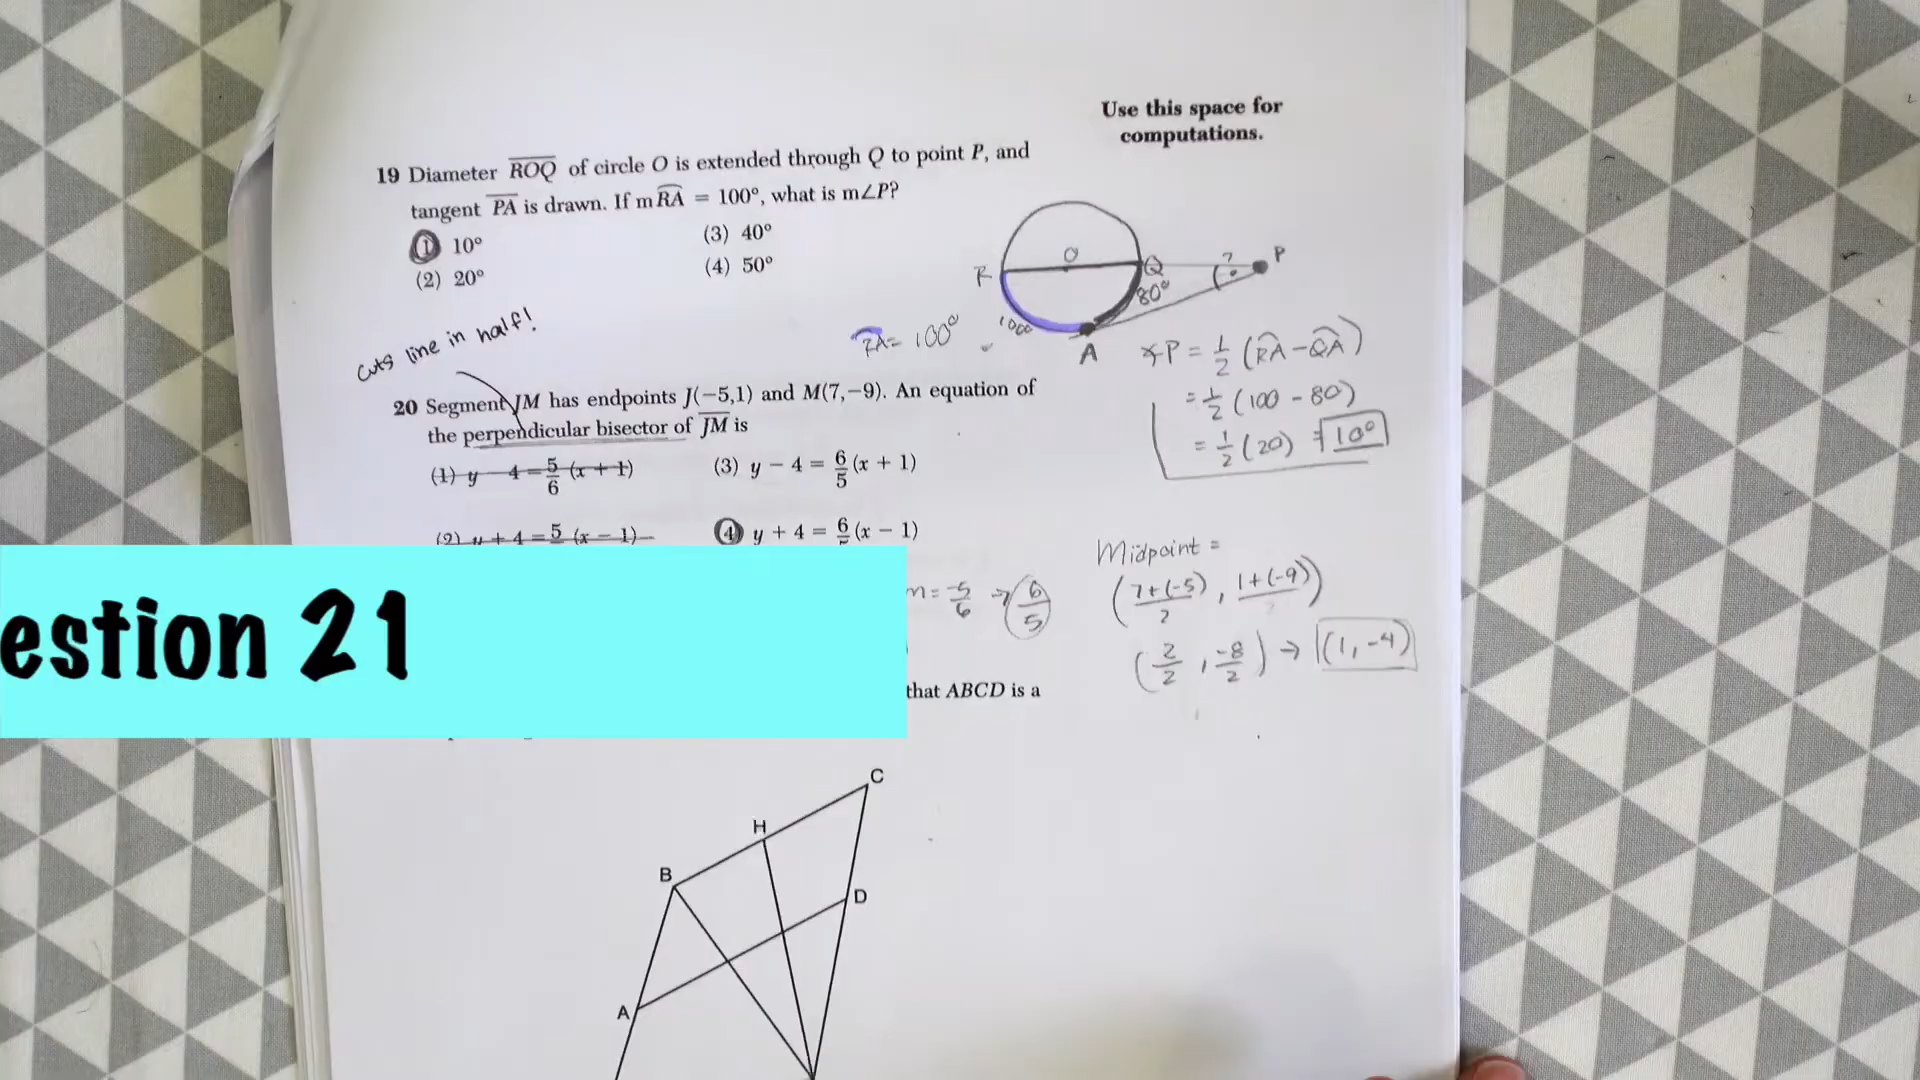 Use this space for
computations.
19 Diameter ROQ of circle O is extended through Q to point P, and
tangent PA is drawn. If mRA = 100°, what is m∠P?
(1) 10°
(3) 40°
(2) 20°
(4) 50°
R
O
Q
80°
?
P
100°
A
RA = 100°
∡P = 1/2 (RA - QA)
= 1/2 (100 - 80)
= 1/2 (20) = 10°
Cuts line in half!
20 Segment JM has endpoints J(−5,1) and M(7,−9). An equation of
the perpendicular bisector of JM is
(1) y − 4 = 5/6 (x + 1)
(3) y − 4 = 6/5 (x + 1)
(2) y + 4 = 5 (x − 1)
(4) y + 4 = 6 (x − 1)
m = -5/6 → 6/5
Midpoint =
(7+(-5)/2, 1+(-9)/2)
(2/2, -8/2) → (1, -4)
estion 21
that ABCD is a
C
H
B
D
A